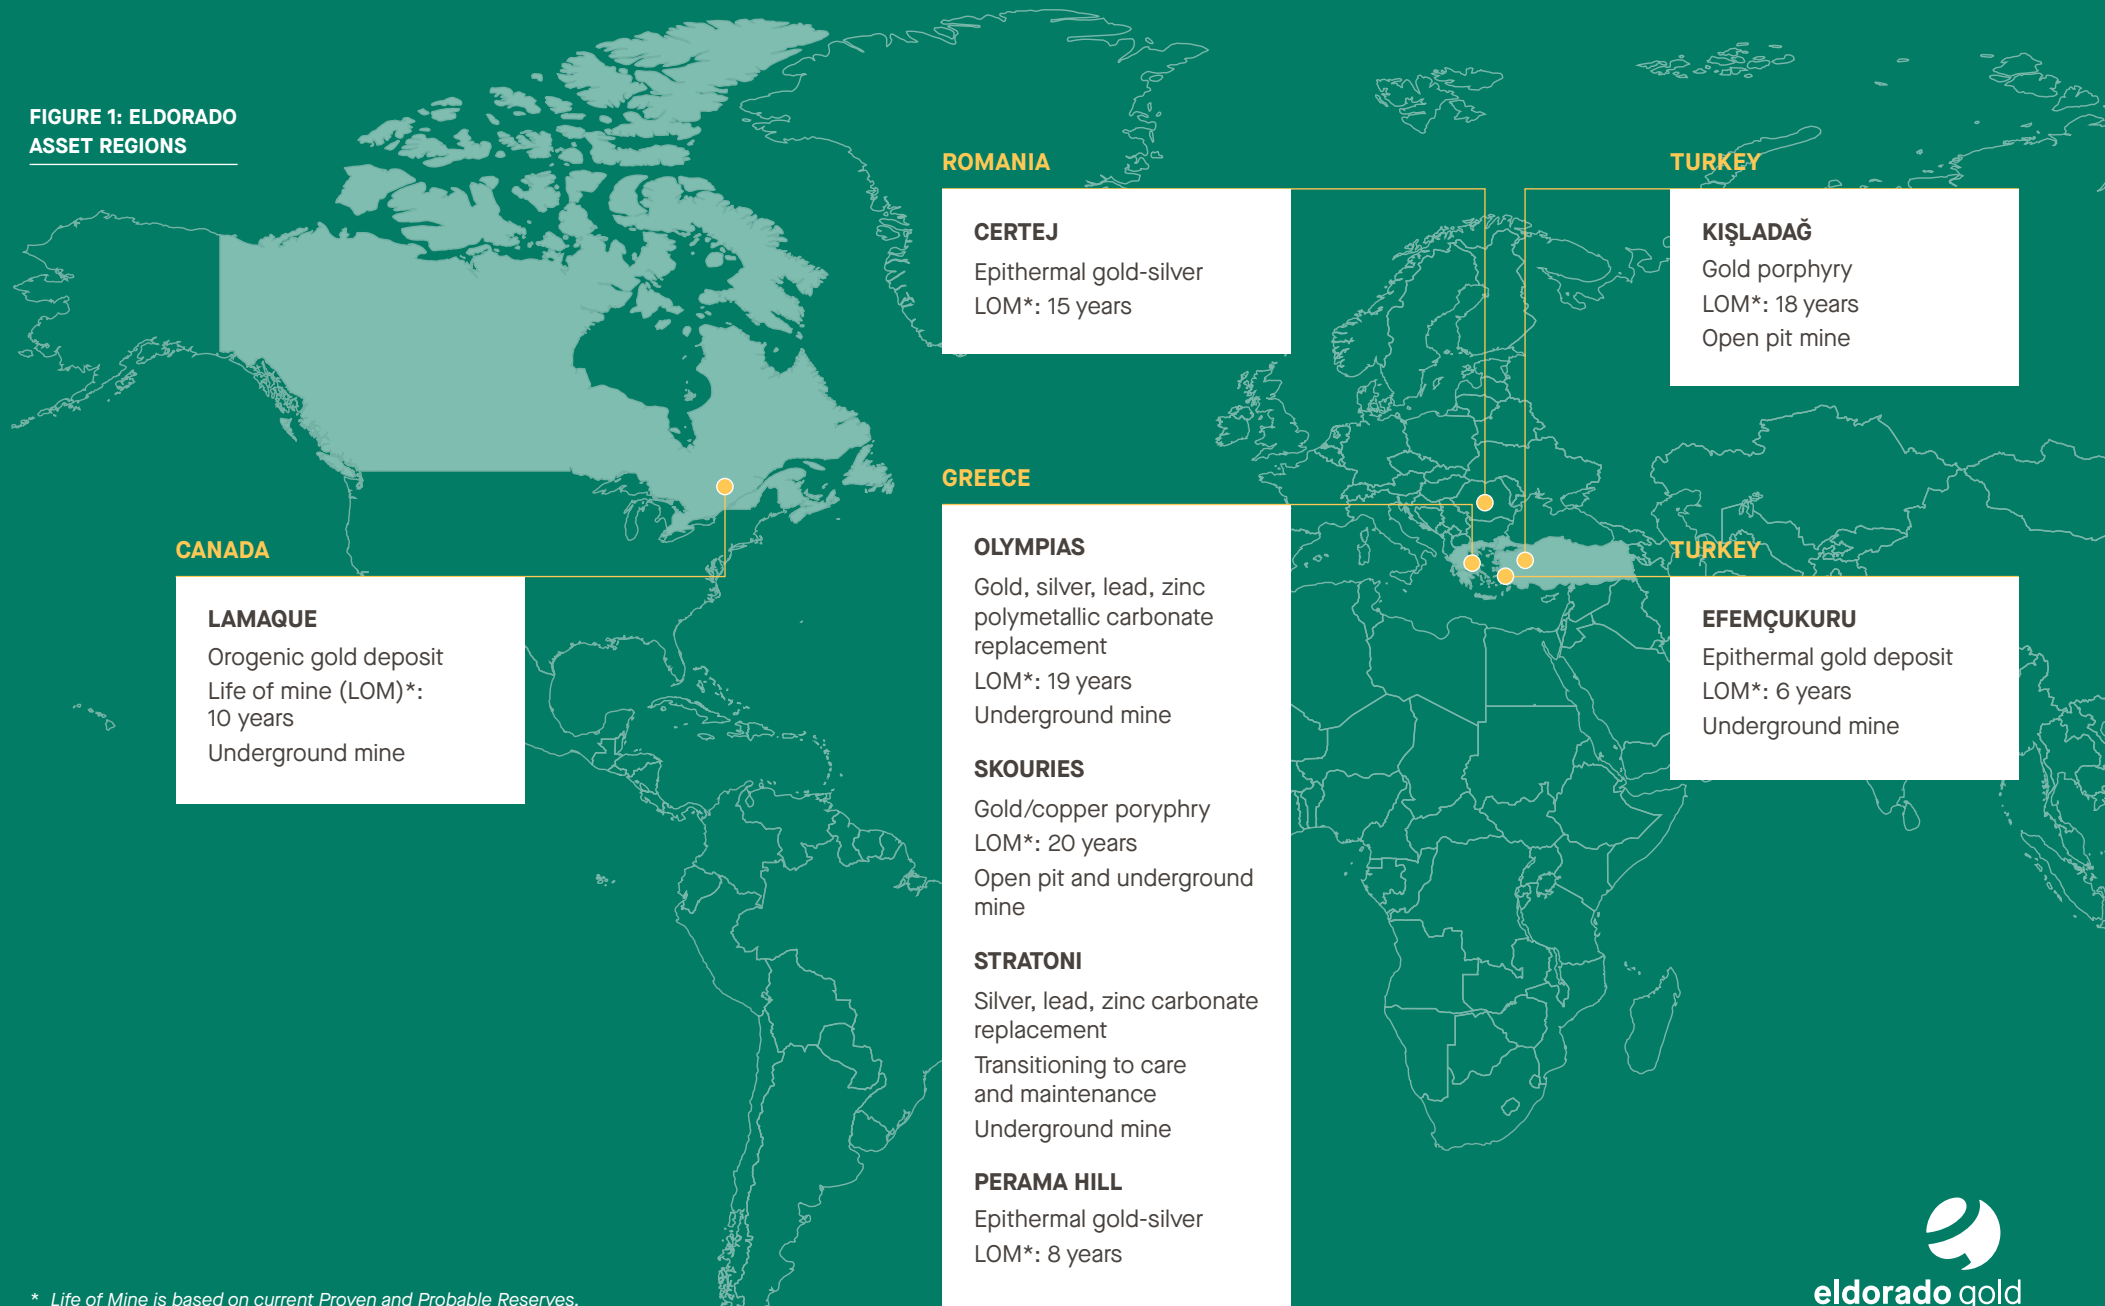 FIGURE 1: ELDORADO
ASSET REGIONS
CANADA
LAMAQUE
Orogenic gold deposit
Life of mine (LOM)*:
10 years
Underground mine
ROMANIA
CERTEJ
Epithermal gold-silver
LOM*: 15 years
GREECE
OLYMPIAS
Gold, silver, lead, zinc
polymetallic carbonate
replacement
LOM*: 19 years
Underground mine
SKOURIES
Gold/copper poryphry
LOM*: 20 years
Open pit and underground
mine
STRATONI
Silver, lead, zinc carbonate
replacement
Transitioning to care
and maintenance
Underground mine
PERAMA HILL
Epithermal gold-silver
LOM*: 8 years
TURKEY
KIŞLADAĞ
Gold porphyry
LOM*: 18 years
Open pit mine
TURKEY
EFEMÇUKURU
Epithermal gold deposit
LOM*: 6 years
Underground mine
* Life of Mine is based on current Proven and Probable Reserves.
eldorado gold